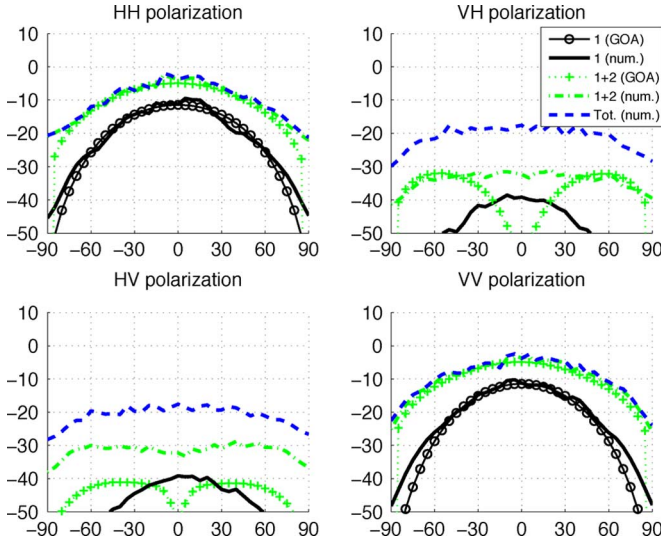 HH polarization
VH polarization
10
0
−10
−20
−30
−40
−50
−90 −60 −30 0 30 60 90
10
0
−10
−20
−30
−40
−50
−90 −60 −30 0 30 60 90
1 (GOA)
1 (num.)
1+2 (GOA)
1+2 (num.)
Tot. (num.)
HV polarization
VV polarization
10
0
−10
−20
−30
−40
−50
−90 −60 −30 0 30 60 90
10
0
−10
−20
−30
−40
−50
−90 −60 −30 0 30 60 90